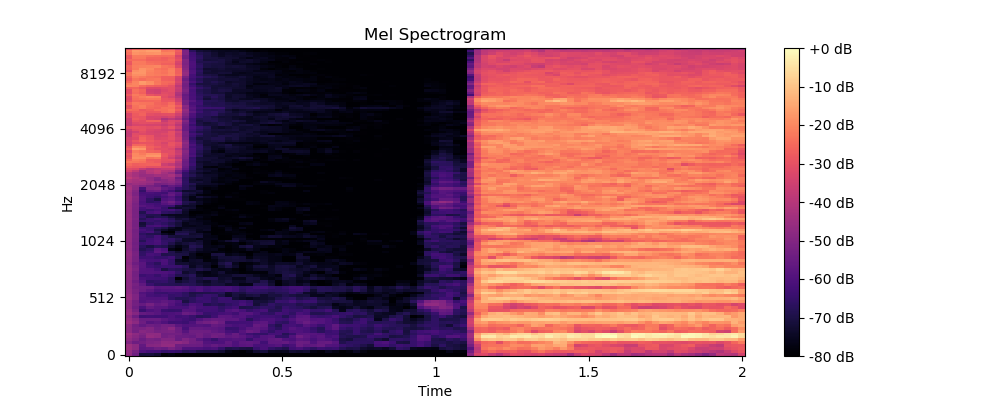 Mel Spectrogram
Hz
8192
4096
2048
1024
512
0
0
0.5
1
1.5
2
Time
+0 dB
-10 dB
-20 dB
-30 dB
-40 dB
-50 dB
-60 dB
-70 dB
-80 dB